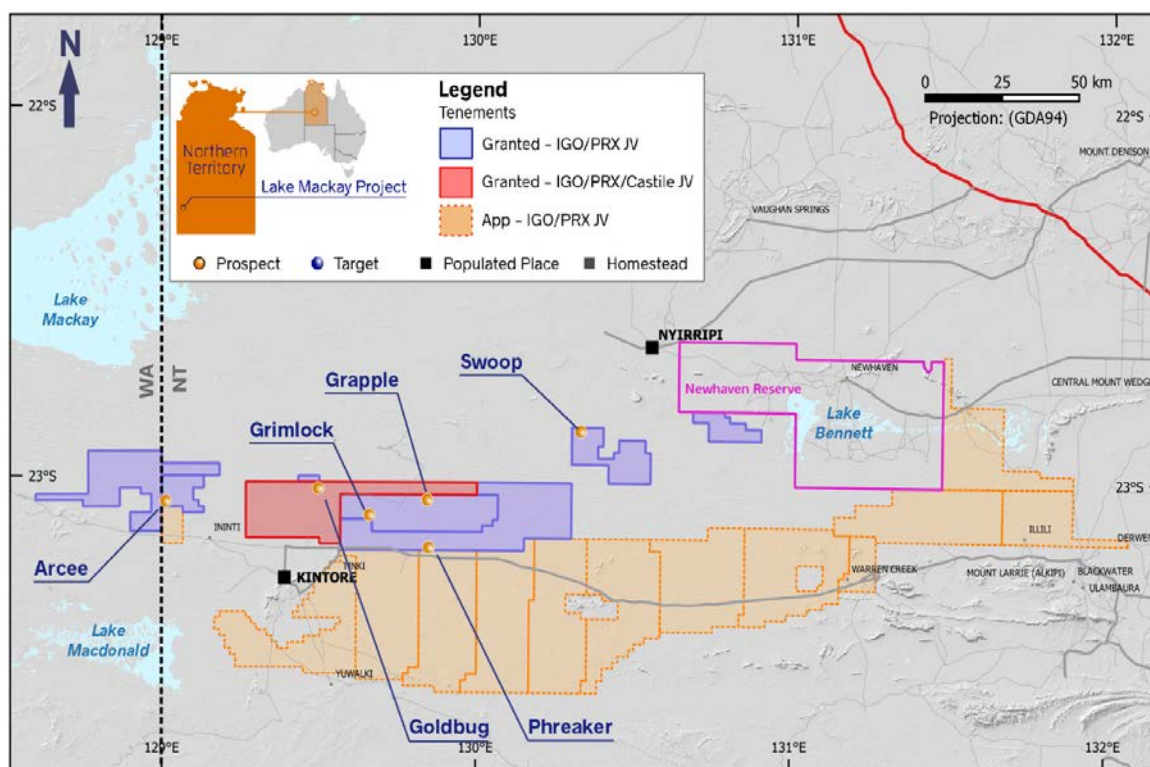 129°E
130°E
131°E
132°E
N
22°S
22°S
Northern
Territory
Lake Mackay Project
Legend
Tenements
Granted – IGO/PRX JV
Granted – IGO/PRX/Castile JV
App – IGO/PRX JV
Prospect
Target
Populated Place
Homestead
0 25 50 km
Projection: (GDA94)
MOUNT DENISON
VAUGHAN SPRINGS
Lake
Mackay
WA
NT
NYIRRIPI
Swoop
Newhaven Reserve
NEWHAVEN
CENTRAL MOUNT WEDGE
Grapple
Lake
Bennett
Grimlock
23°S
23°S
ININTI
ILLILI
DERWEN
Arcee
KINTORE
WARREN CREEK
MOUNT LARRIE (ALKIPI)
BLACKWATER
ULAMBAURA
Lake
Macdonald
YUWALKI
Goldbug
Phreaker
129°E
130°E
131°E
132°E